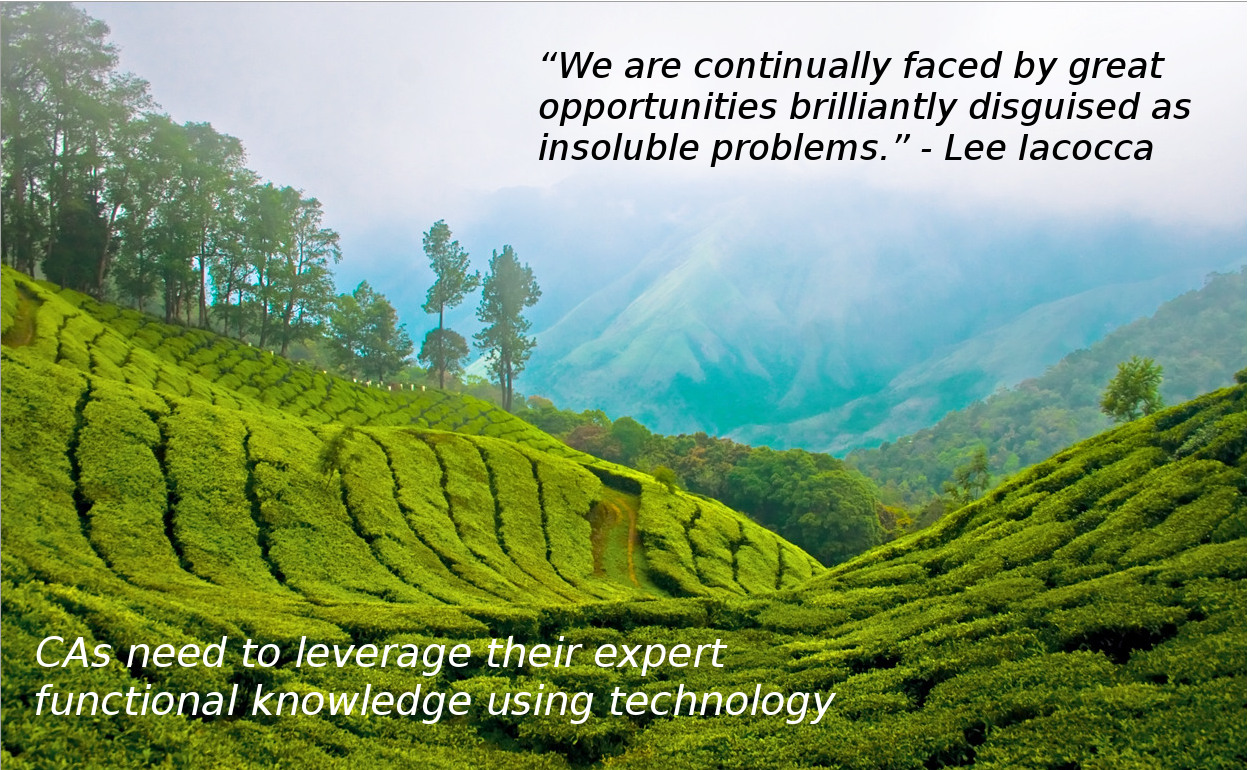 “We are continually faced by great
opportunities brilliantly disguised as
insoluble problems.” - Lee Iacocca
CAs need to leverage their expert
functional knowledge using technology